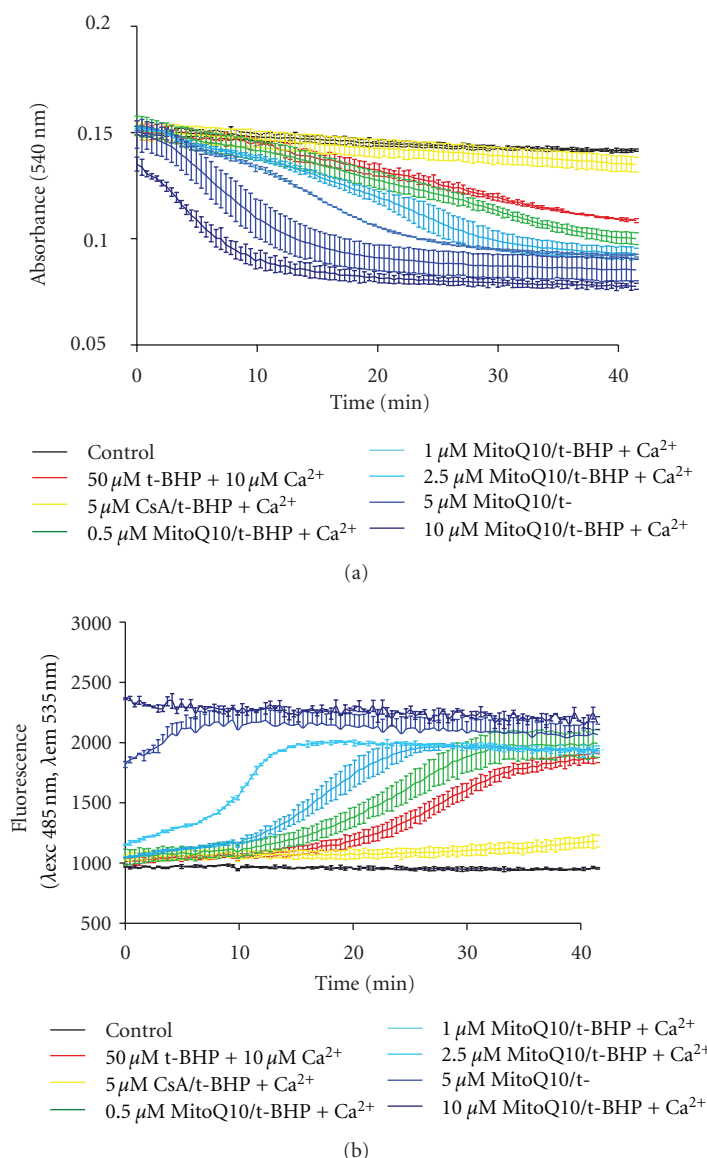 0.2
0.15
0.1
0.05
Absorbance (540 nm)
0 10 20 30 40
Time (min)
Control
50 μM t-BHP + 10 μM Ca²⁺
5 μM CsA/t-BHP + Ca²⁺
0.5 μM MitoQ10/t-BHP + Ca²⁺
1 μM MitoQ10/t-BHP + Ca²⁺
2.5 μM MitoQ10/t-BHP + Ca²⁺
5 μM MitoQ10/t-
10 μM MitoQ10/t-BHP + Ca²⁺
(a)
3000
2500
2000
1500
1000
500
Fluorescence
(λexc 485 nm, λem 535nm)
0 10 20 30 40
Time (min)
Control
50 μM t-BHP + 10 μM Ca²⁺
5 μM CsA/t-BHP + Ca²⁺
0.5 μM MitoQ10/t-BHP + Ca²⁺
1 μM MitoQ10/t-BHP + Ca²⁺
2.5 μM MitoQ10/t-BHP + Ca²⁺
5 μM MitoQ10/t-
10 μM MitoQ10/t-BHP + Ca²⁺
(b)